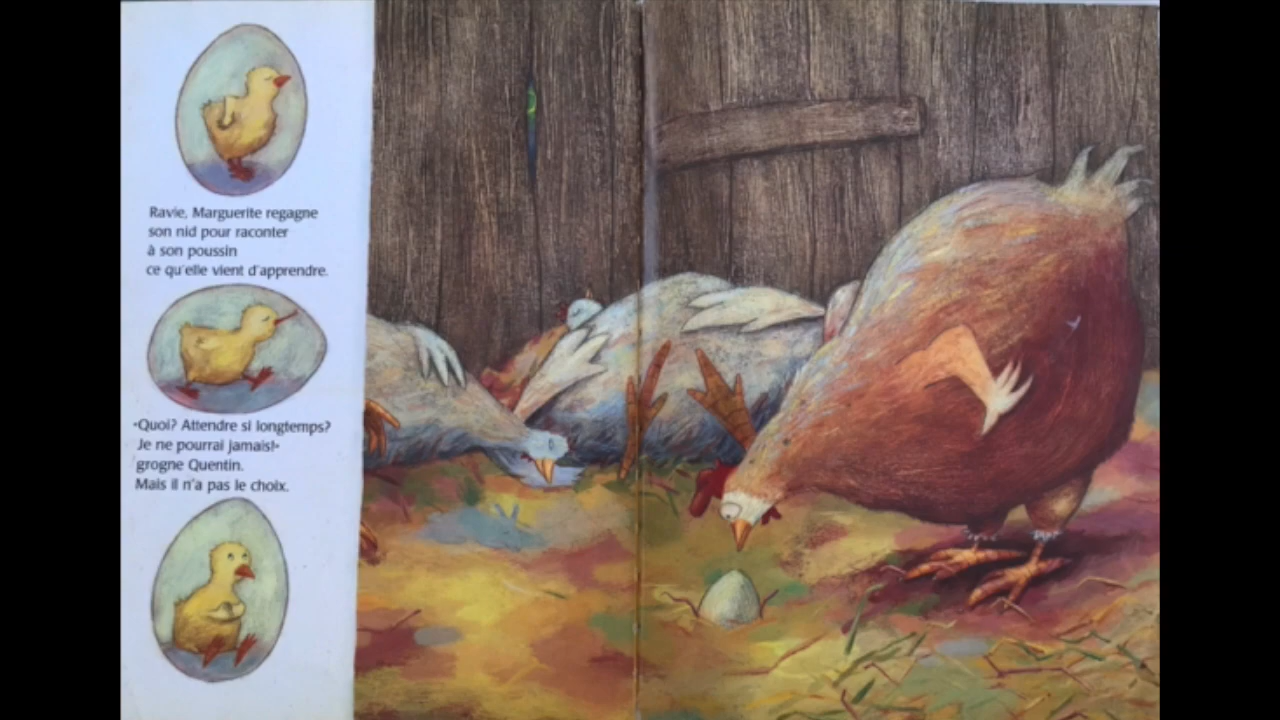 Ravie, Marguerite regagne
son nid pour raconter
à son poussin
ce qu'elle vient d'apprendre.
«Quoi? Attendre si longtemps?
Je ne pourrai jamais!»
grogne Quentin.
Mais il n'a pas le choix.